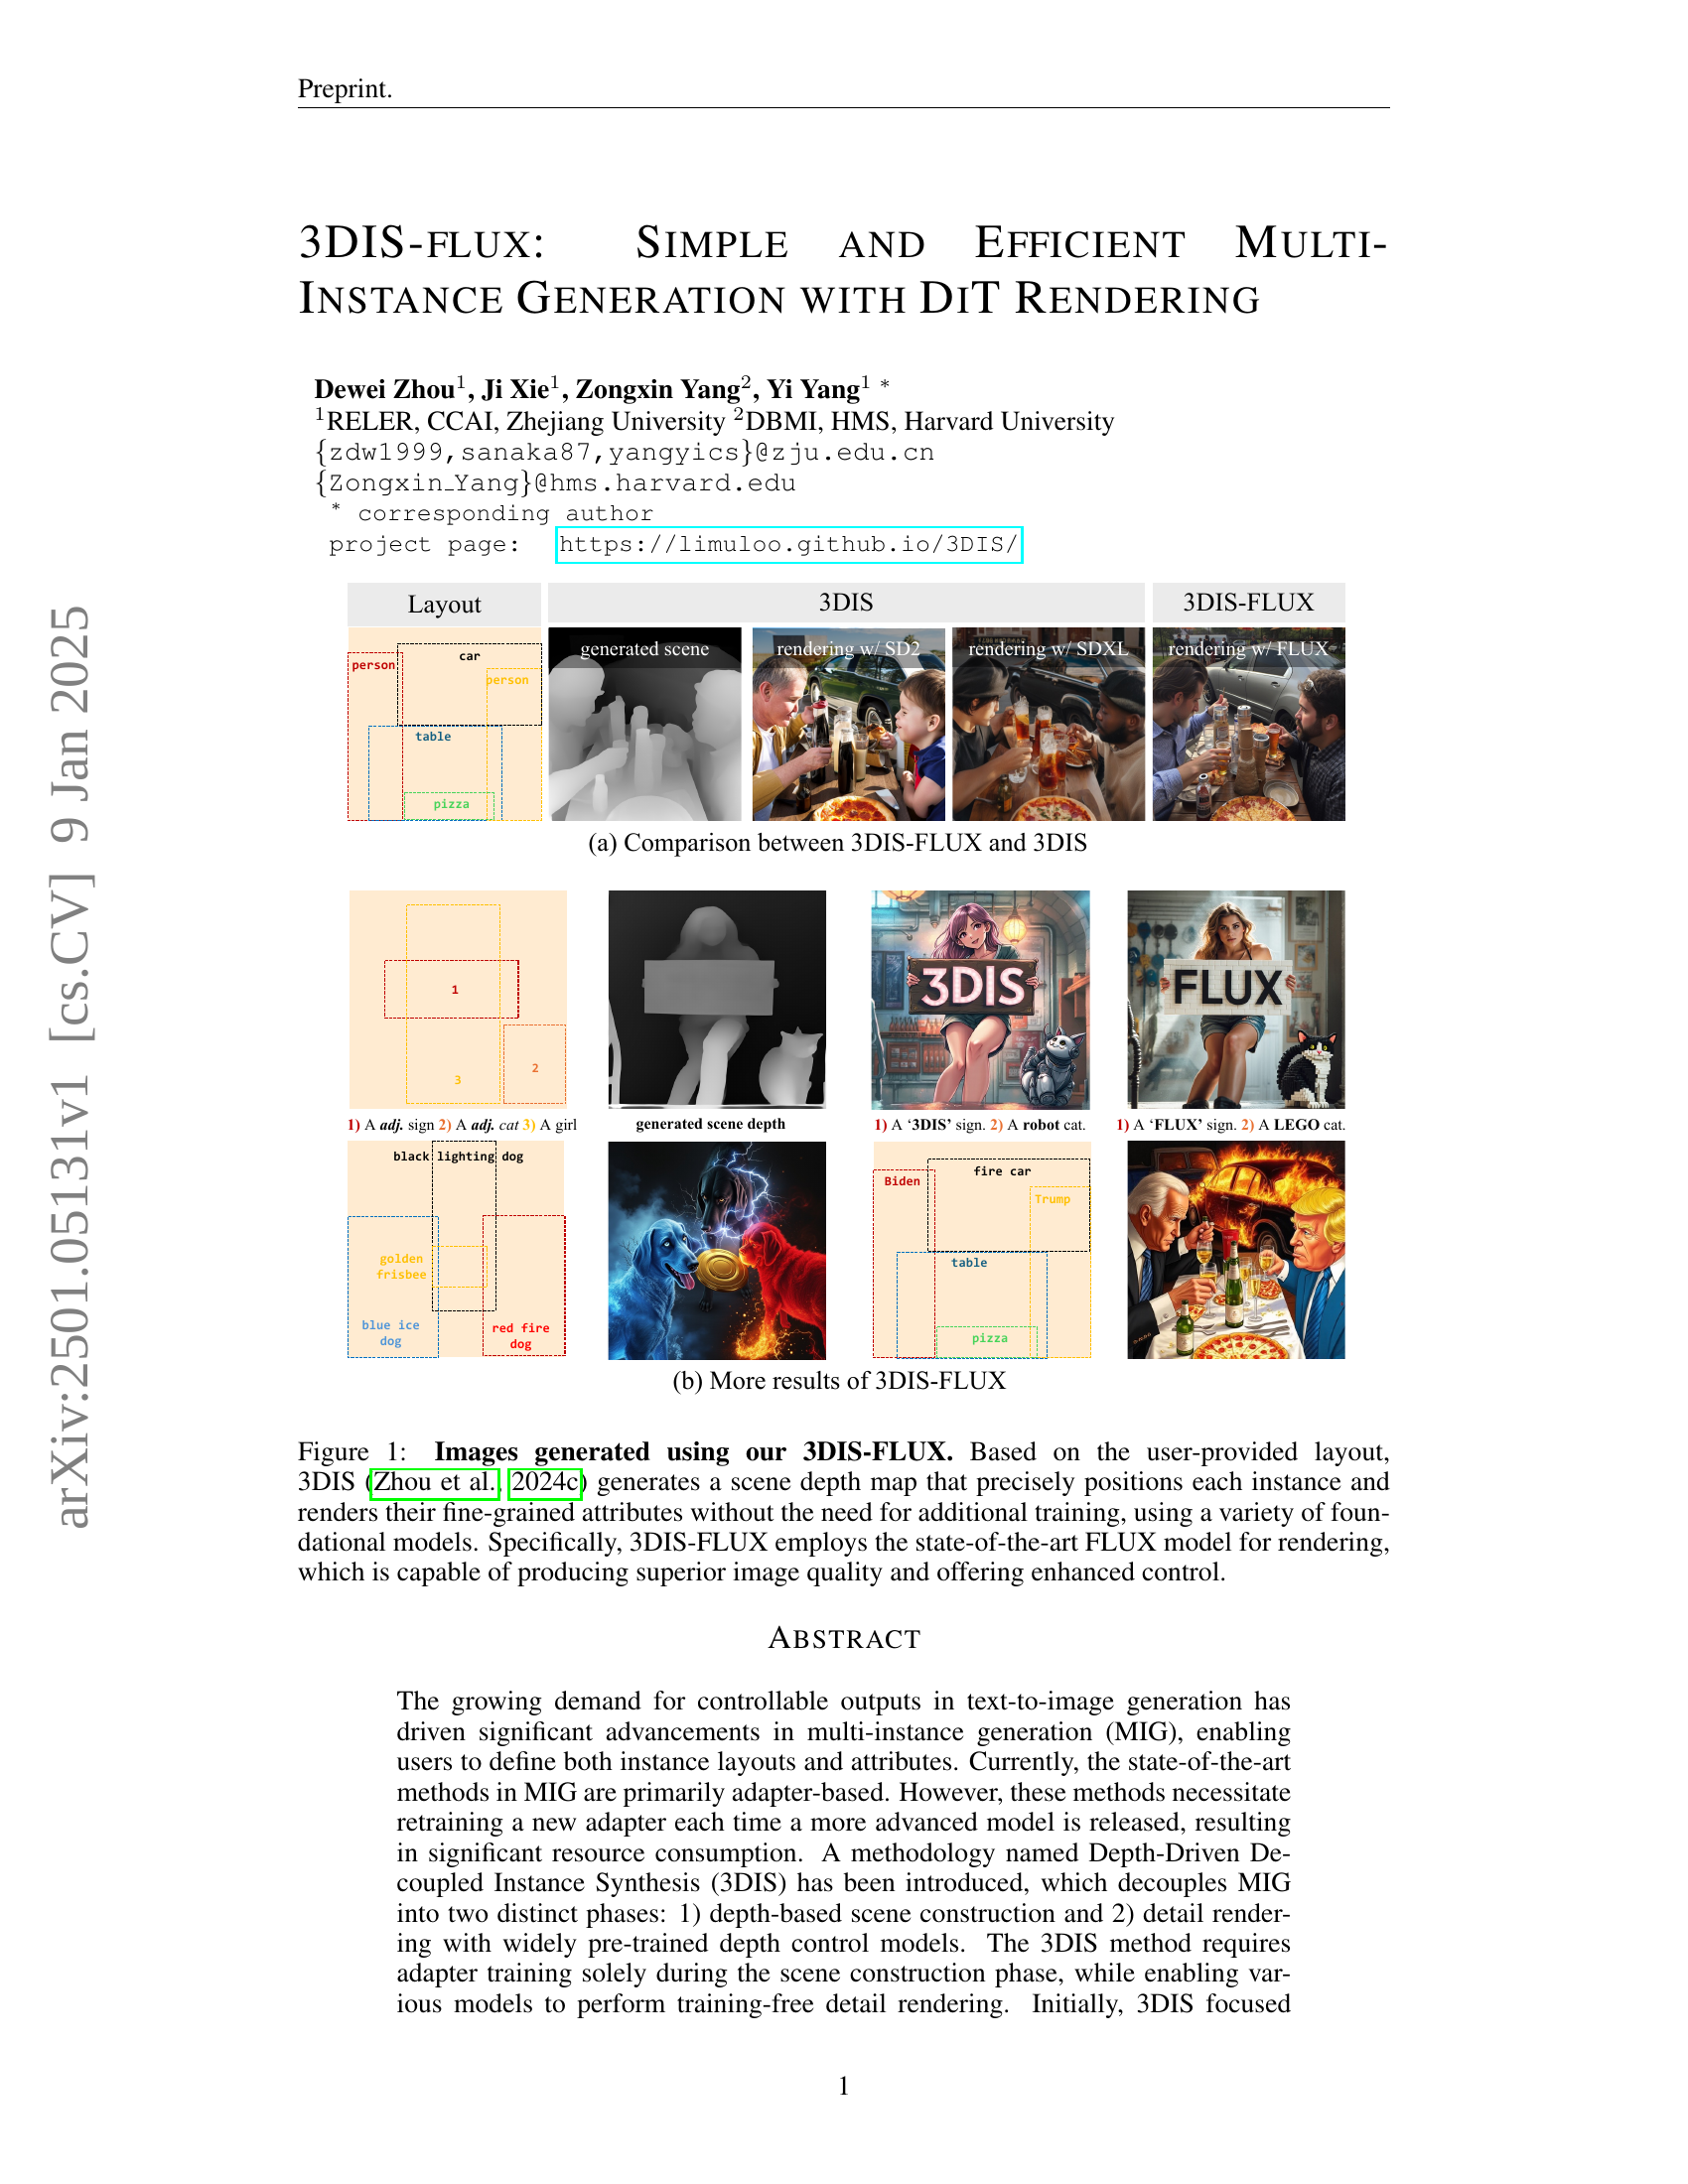 Preprint.
3DIS-FLUX: SIMPLE AND EFFICIENT MULTI-
INSTANCE GENERATION WITH DIT RENDERING
Dewei Zhou1, Ji Xie1, Zongxin Yang2, Yi Yang1 *
1RELER, CCAI, Zhejiang University 2DBMI, HMS, Harvard University
{zdw1999,sanaka87,yangyics}@zju.edu.cn
{Zongxin_Yang}@hms.harvard.edu
* corresponding author
project page: https://limuloo.github.io/3DIS/
arXiv:2501.05131v1 [cs.CV] 9 Jan 2025
Layout 3DIS 3DIS-FLUX
generated scene rendering w/ SD2 rendering w/ SDXL rendering w/ FLUX
car
person
person
table
pizza
(a) Comparison between 3DIS-FLUX and 3DIS
1
2
3
3DIS
FLUX
1) A adj. sign 2) A adj. cat 3) A girl
generated scene depth
1) A ‘3DIS’ sign. 2) A robot cat.
1) A ‘FLUX’ sign. 2) A LEGO cat.
black lighting dog
golden
frisbee
blue ice
dog
red fire
dog
fire car
Biden
Trump
table
pizza
(b) More results of 3DIS-FLUX
Figure 1: Images generated using our 3DIS-FLUX. Based on the user-provided layout,
3DIS (Zhou et al., 2024c) generates a scene depth map that precisely positions each instance and
renders their fine-grained attributes without the need for additional training, using a variety of foun-
dational models. Specifically, 3DIS-FLUX employs the state-of-the-art FLUX model for rendering,
which is capable of producing superior image quality and offering enhanced control.
ABSTRACT
The growing demand for controllable outputs in text-to-image generation has
driven significant advancements in multi-instance generation (MIG), enabling
users to define both instance layouts and attributes. Currently, the state-of-the-art
methods in MIG are primarily adapter-based. However, these methods necessitate
retraining a new adapter each time a more advanced model is released, resulting
in significant resource consumption. A methodology named Depth-Driven De-
coupled Instance Synthesis (3DIS) has been introduced, which decouples MIG
into two distinct phases: 1) depth-based scene construction and 2) detail render-
ing with widely pre-trained depth control models. The 3DIS method requires
adapter training solely during the scene construction phase, while enabling var-
ious models to perform training-free detail rendering. Initially, 3DIS focused
1